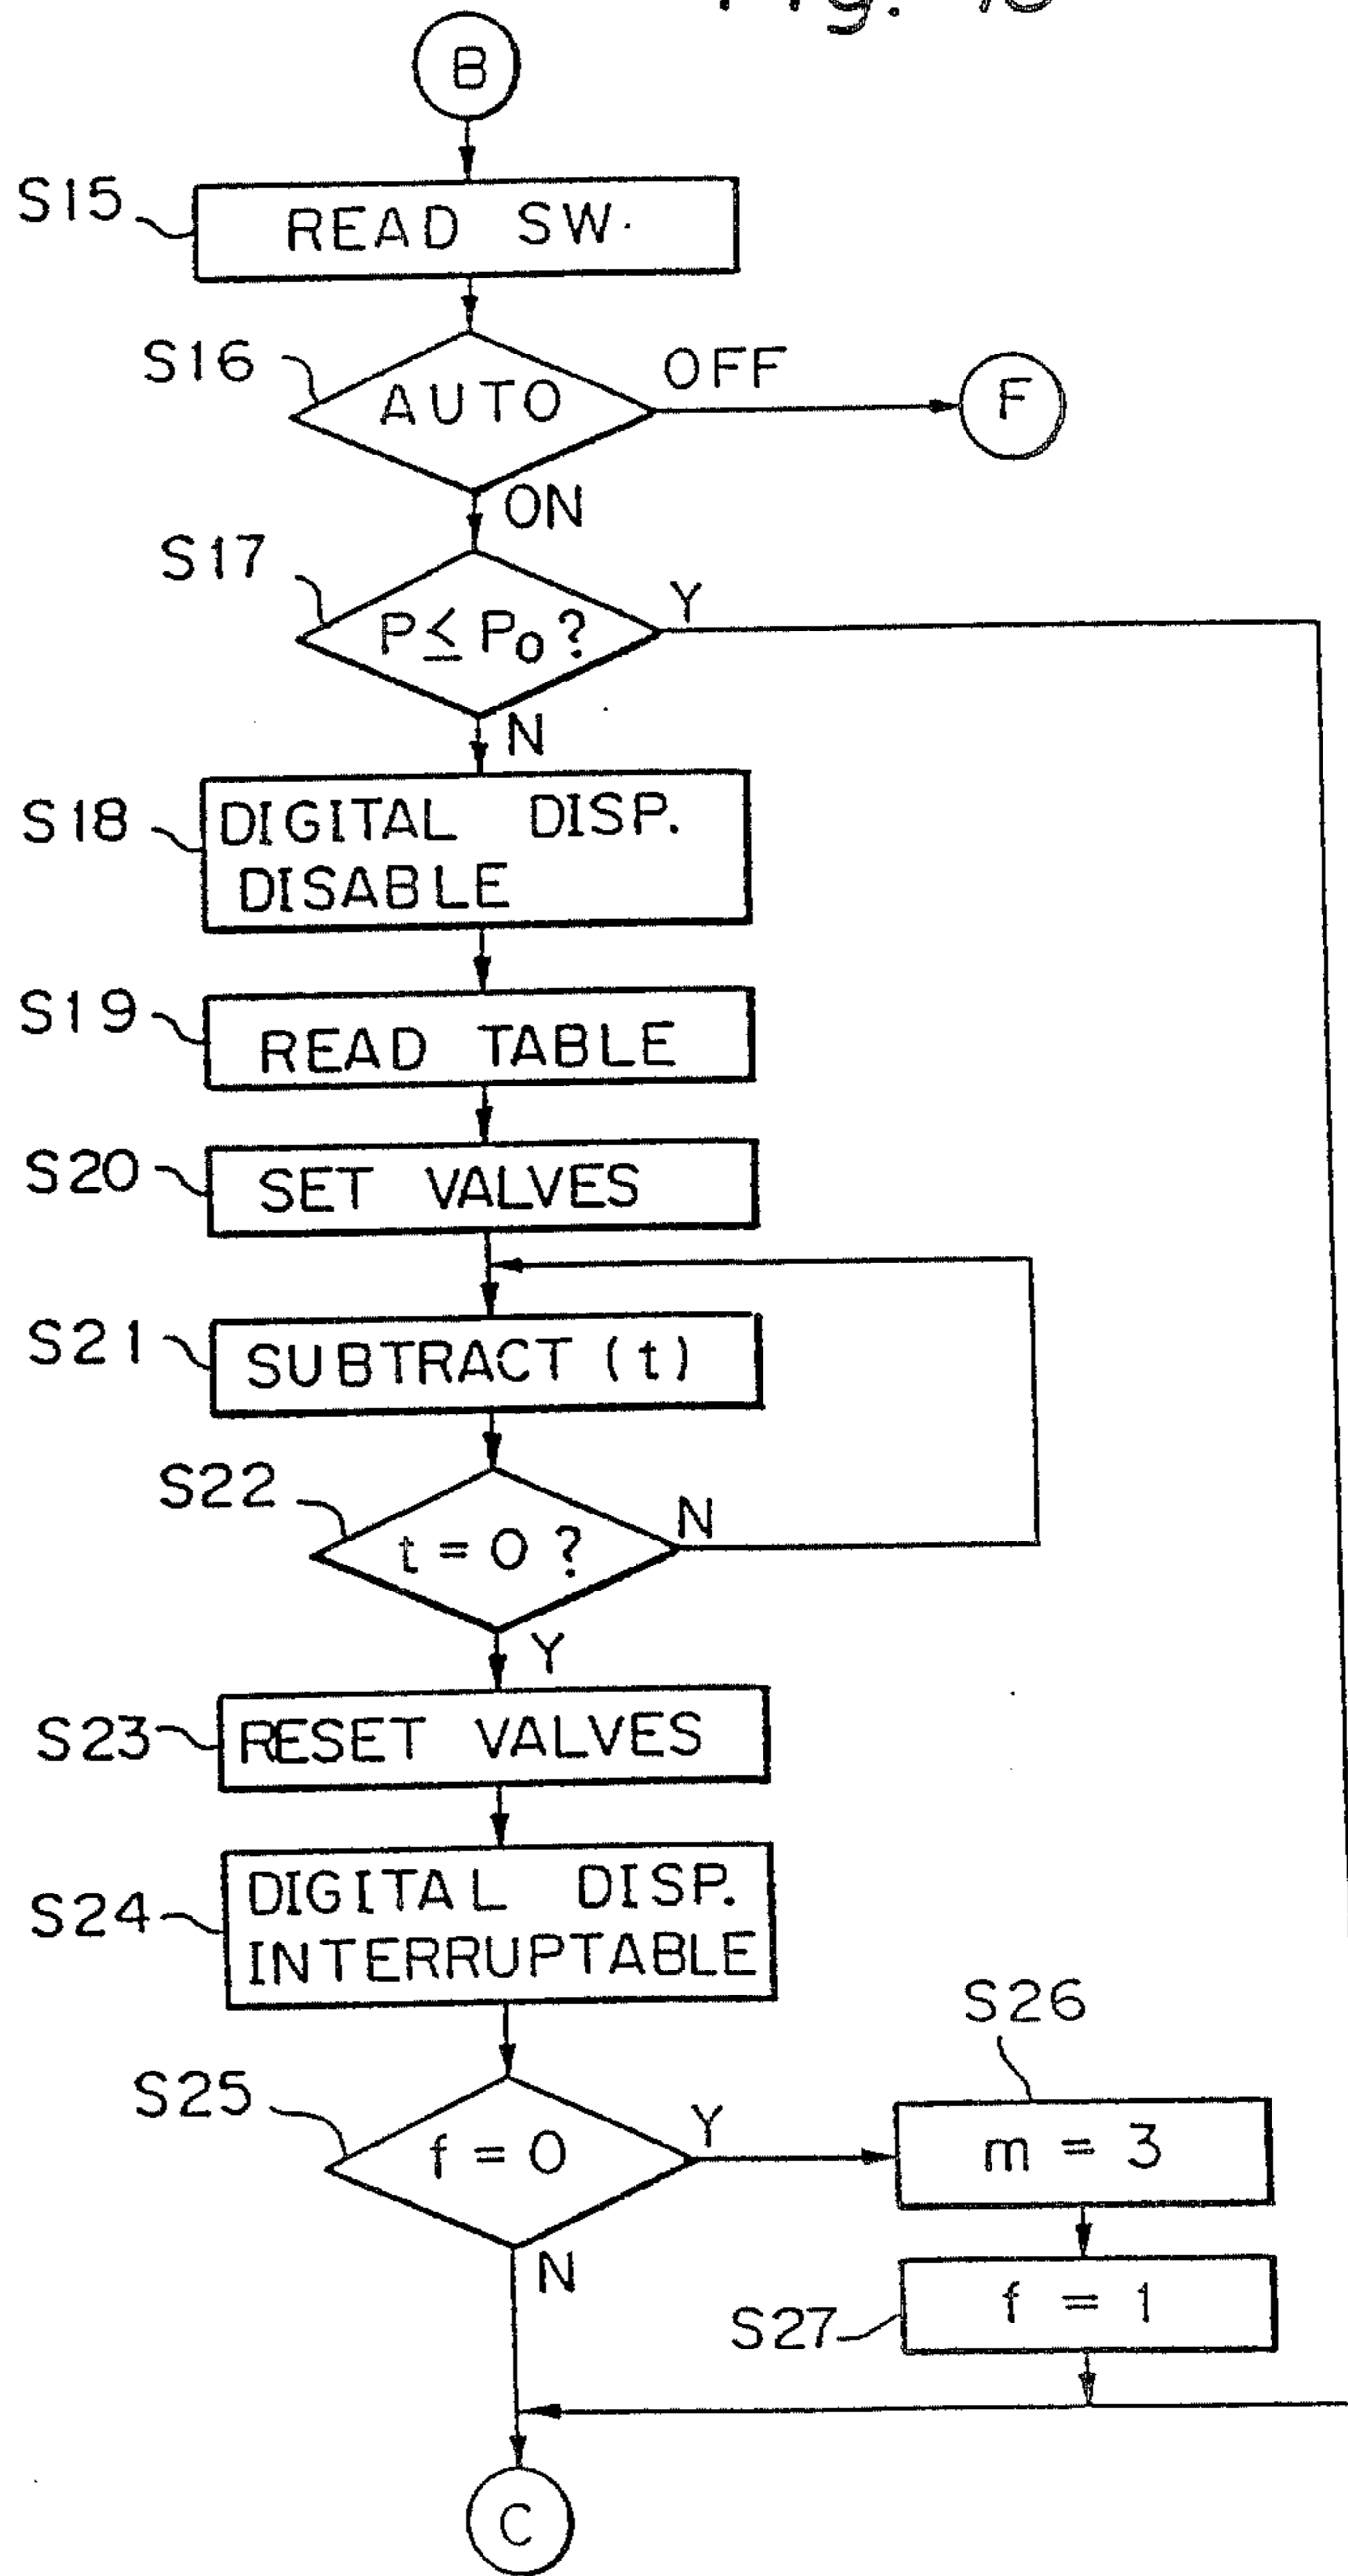 Fig.
B
S15
READ SW.
S16
AUTO
OFF
F
ON
S17
P ≤ P₀ ?
Y
N
S18
DIGITAL DISP.
DISABLE
S19
READ TABLE
S20
SET VALVES
S21
SUBTRACT (t)
S22
t = 0 ?
N
Y
S23
RESET VALVES
S24
DIGITAL DISP.
INTERRUPTABLE
S25
f = 0
Y
S26
m = 3
N
S27
f = 1
C